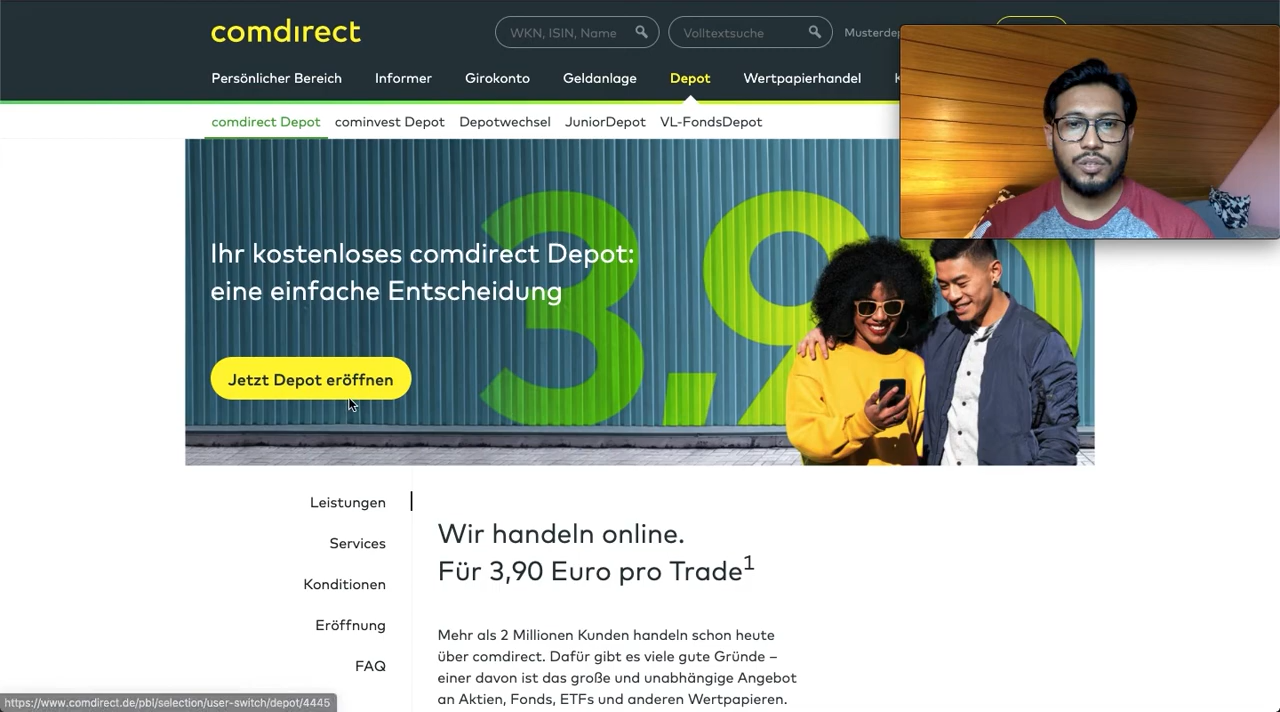 comdirect
WKN, ISIN, Name
Volltextsuche
Musterdep
Persönlicher Bereich
Informer
Girokonto
Geldanlage
Depot
Wertpapierhandel
comdirect Depot
cominvest Depot
Depotwechsel
JuniorDepot
VL-FondsDepot
3,90
Ihr kostenloses comdirect Depot:
eine einfache Entscheidung
Jetzt Depot eröffnen
Leistungen
Services
Konditionen
Eröffnung
FAQ
Wir handeln online.
Für 3,90 Euro pro Trade¹
Mehr als 2 Millionen Kunden handeln schon heute
über comdirect. Dafür gibt es viele gute Gründe –
einer davon ist das große und unabhängige Angebot
an Aktien, Fonds, ETFs und anderen Wertpapieren.
https://www.comdirect.de/pbl/selection/user-switch/depot/4445